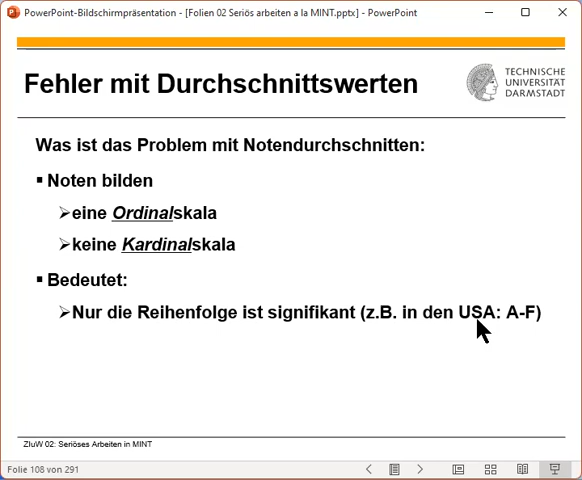 PowerPoint-Bildschirmpräsentation - [Folien 02 Seriös arbeiten a la MINT.pptx] - PowerPoint
Fehler mit Durchschnittswerten
TECHNISCHE
UNIVERSITÄT
DARMSTADT
Was ist das Problem mit Notendurchschnitten:
▪ Noten bilden
➢eine Ordinalskala
➢keine Kardinalskala
▪ Bedeutet:
➢Nur die Reihenfolge ist signifikant (z.B. in den USA: A-F)
ZIuW 02: Seriöses Arbeiten in MINT
Folie 108 von 291